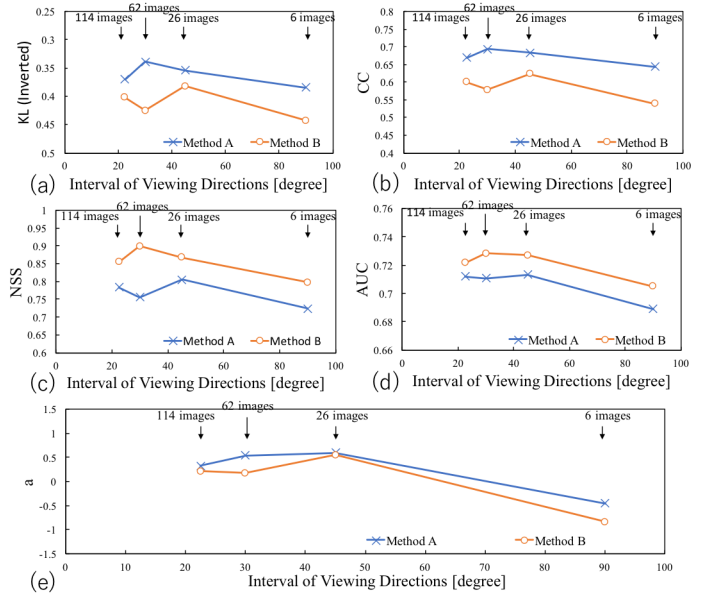 62 images
114 images 26 images 6 images
0.25
0.3
0.35
0.4
0.45
0.5
KL (Inverted)
Method A Method B
0 20 40 60 80 100
(a) Interval of Viewing Directions [degree]
62 images
114 images 26 images 6 images
0.8
0.75
0.7
0.65
0.6
0.55
0.5
0.45
0.4
CC
Method A Method B
0 20 40 60 80 100
(b) Interval of Viewing Directions [degree]
62 images
114 images 26 images 6 images
1
0.95
0.9
0.85
0.8
0.75
0.7
0.65
0.6
NSS
Method A Method B
0 20 40 60 80 100
(c) Interval of Viewing Directions [degree]
62 images
114 images 26 images 6 images
0.76
0.74
0.72
0.7
0.68
0.66
AUC
Method A Method B
0 20 40 60 80 100
(d) Interval of Viewing Directions [degree]
62 images
114 images 26 images 6 images
1.5
1
0.5
0
-0.5
-1
-1.5
a
Method A Method B
0 10 20 30 40 50 60 70 80 90 100
(e) Interval of Viewing Directions [degree]